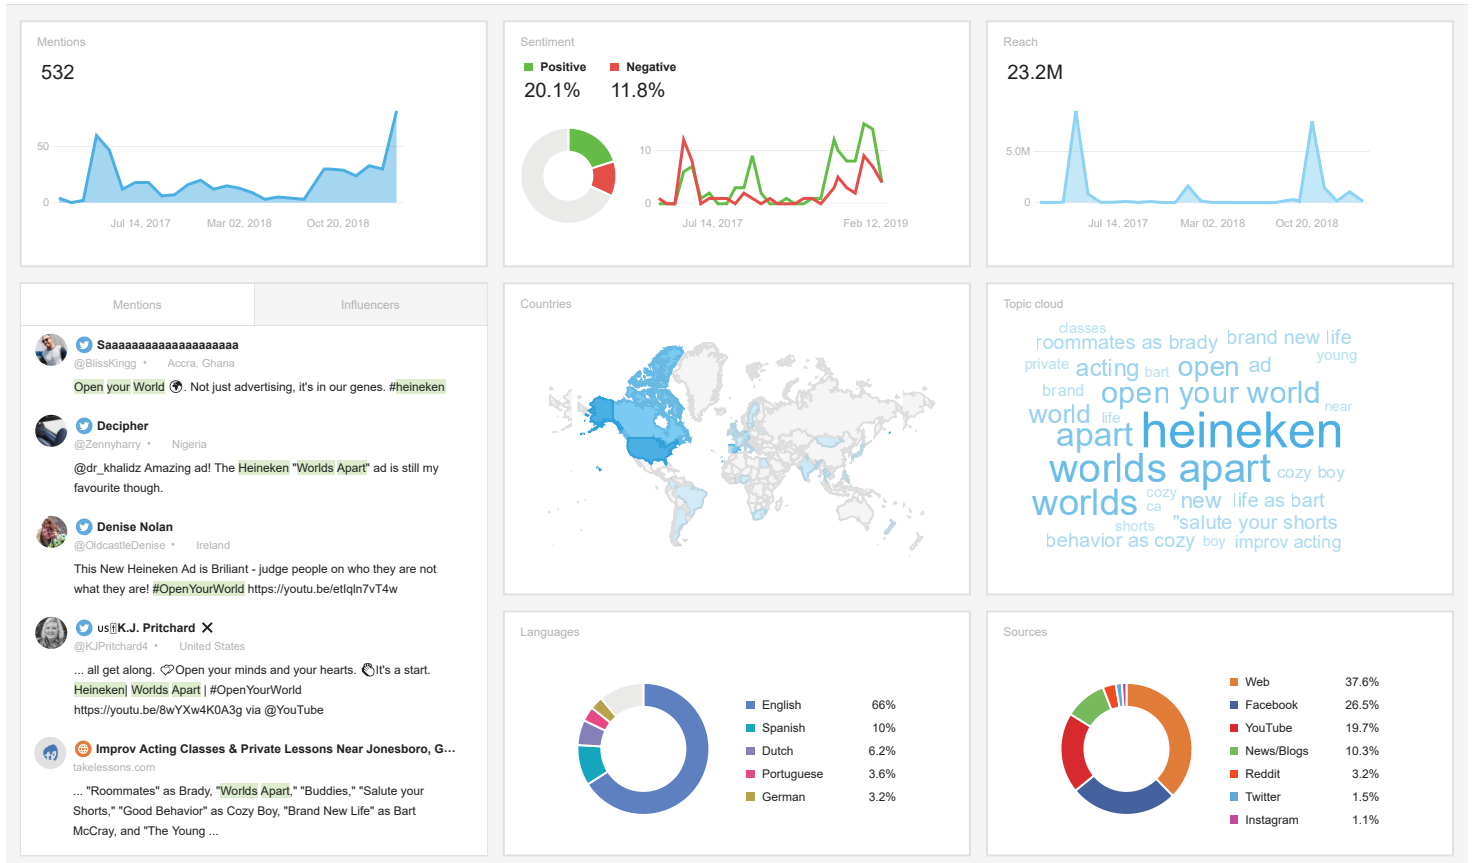 Mentions
532
50
0
Jul 14, 2017
Mar 02, 2018
Oct 20, 2018
Sentiment
Positive
Negative
20.1%
11.8%
10
0
Jul 14, 2017
Feb 12, 2019
Reach
23.2M
5.0M
0
Jul 14, 2017
Mar 02, 2018
Oct 20, 2018
Mentions
Influencers
Saaaaaaaaaaaaaaaaaaaa
@BlissKingg • Accra, Ghana
Open your World 🌍. Not just advertising, it's in our genes. #heineken
Decipher
@Zennyharry • Nigeria
@dr_khalidz Amazing ad! The Heineken "Worlds Apart" ad is still my
favourite though.
Denise Nolan
@OldcastleDenise • Ireland
This New Heineken Ad is Briliant - judge people on who they are not
what they are! #OpenYourWorld https://youtu.be/etIqIn7vT4w
US K.J. Pritchard
@KJPritchard4 • United States
... all get along. Open your minds and your hearts. It's a start.
Heineken| Worlds Apart | #OpenYourWorld
https://youtu.be/8wYXw4K0A3g via @YouTube
Improv Acting Classes & Private Lessons Near Jonesboro, G...
takelessons.com
... "Roommates" as Brady, "Worlds Apart," "Buddies," "Salute your
Shorts," "Good Behavior" as Cozy Boy, "Brand New Life" as Bart
McCray, and "The Young ...
Countries
Topic cloud
classes
roommates as brady
brand new life
young
private
acting
bart
open
ad
brand
open your world
near
world
life
apart
heineken
worlds apart
cozy boy
worlds
cozy
ca
new
life as bart
shorts
"salute your shorts
behavior as cozy
boy
improv acting
Languages
English 66%
Spanish 10%
Dutch 6.2%
Portuguese 3.6%
German 3.2%
Sources
Web 37.6%
Facebook 26.5%
YouTube 19.7%
News/Blogs 10.3%
Reddit 3.2%
Twitter 1.5%
Instagram 1.1%